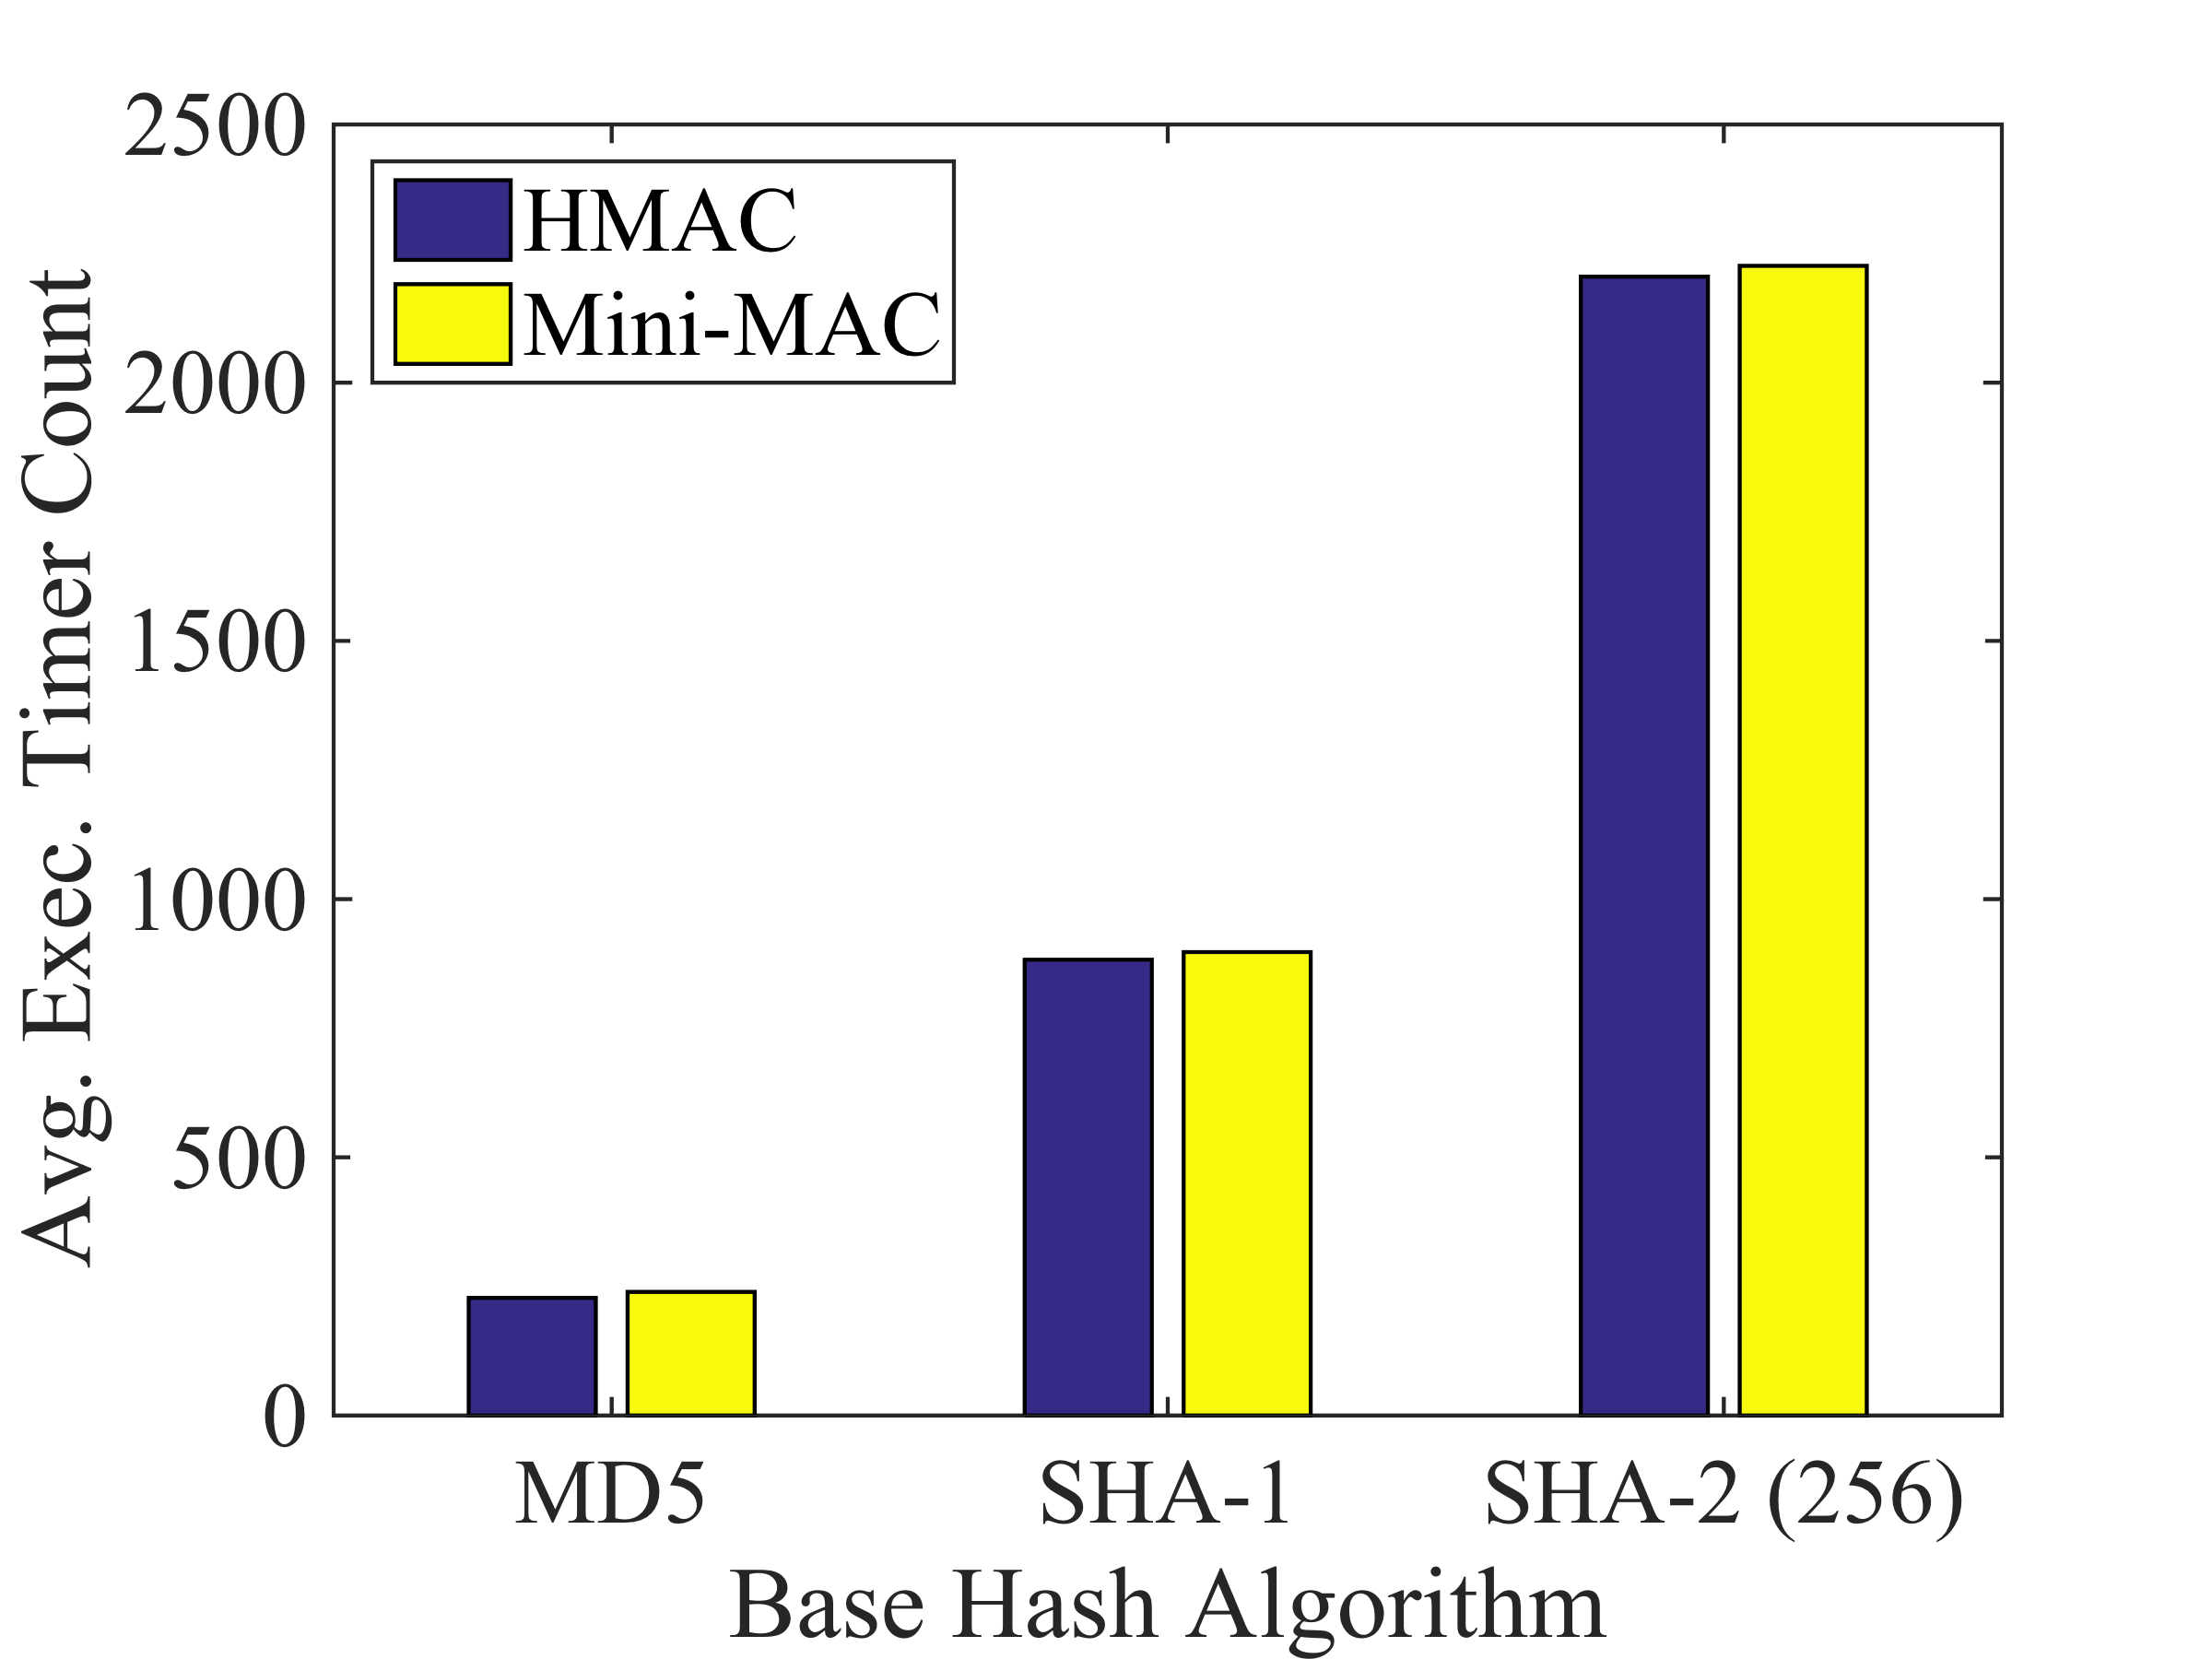 2500
2000
1500
1000
500
0
Avg. Exec. Timer Count
HMAC
Mini-MAC
MD5
SHA-1
SHA-2 (256)
Base Hash Algorithm